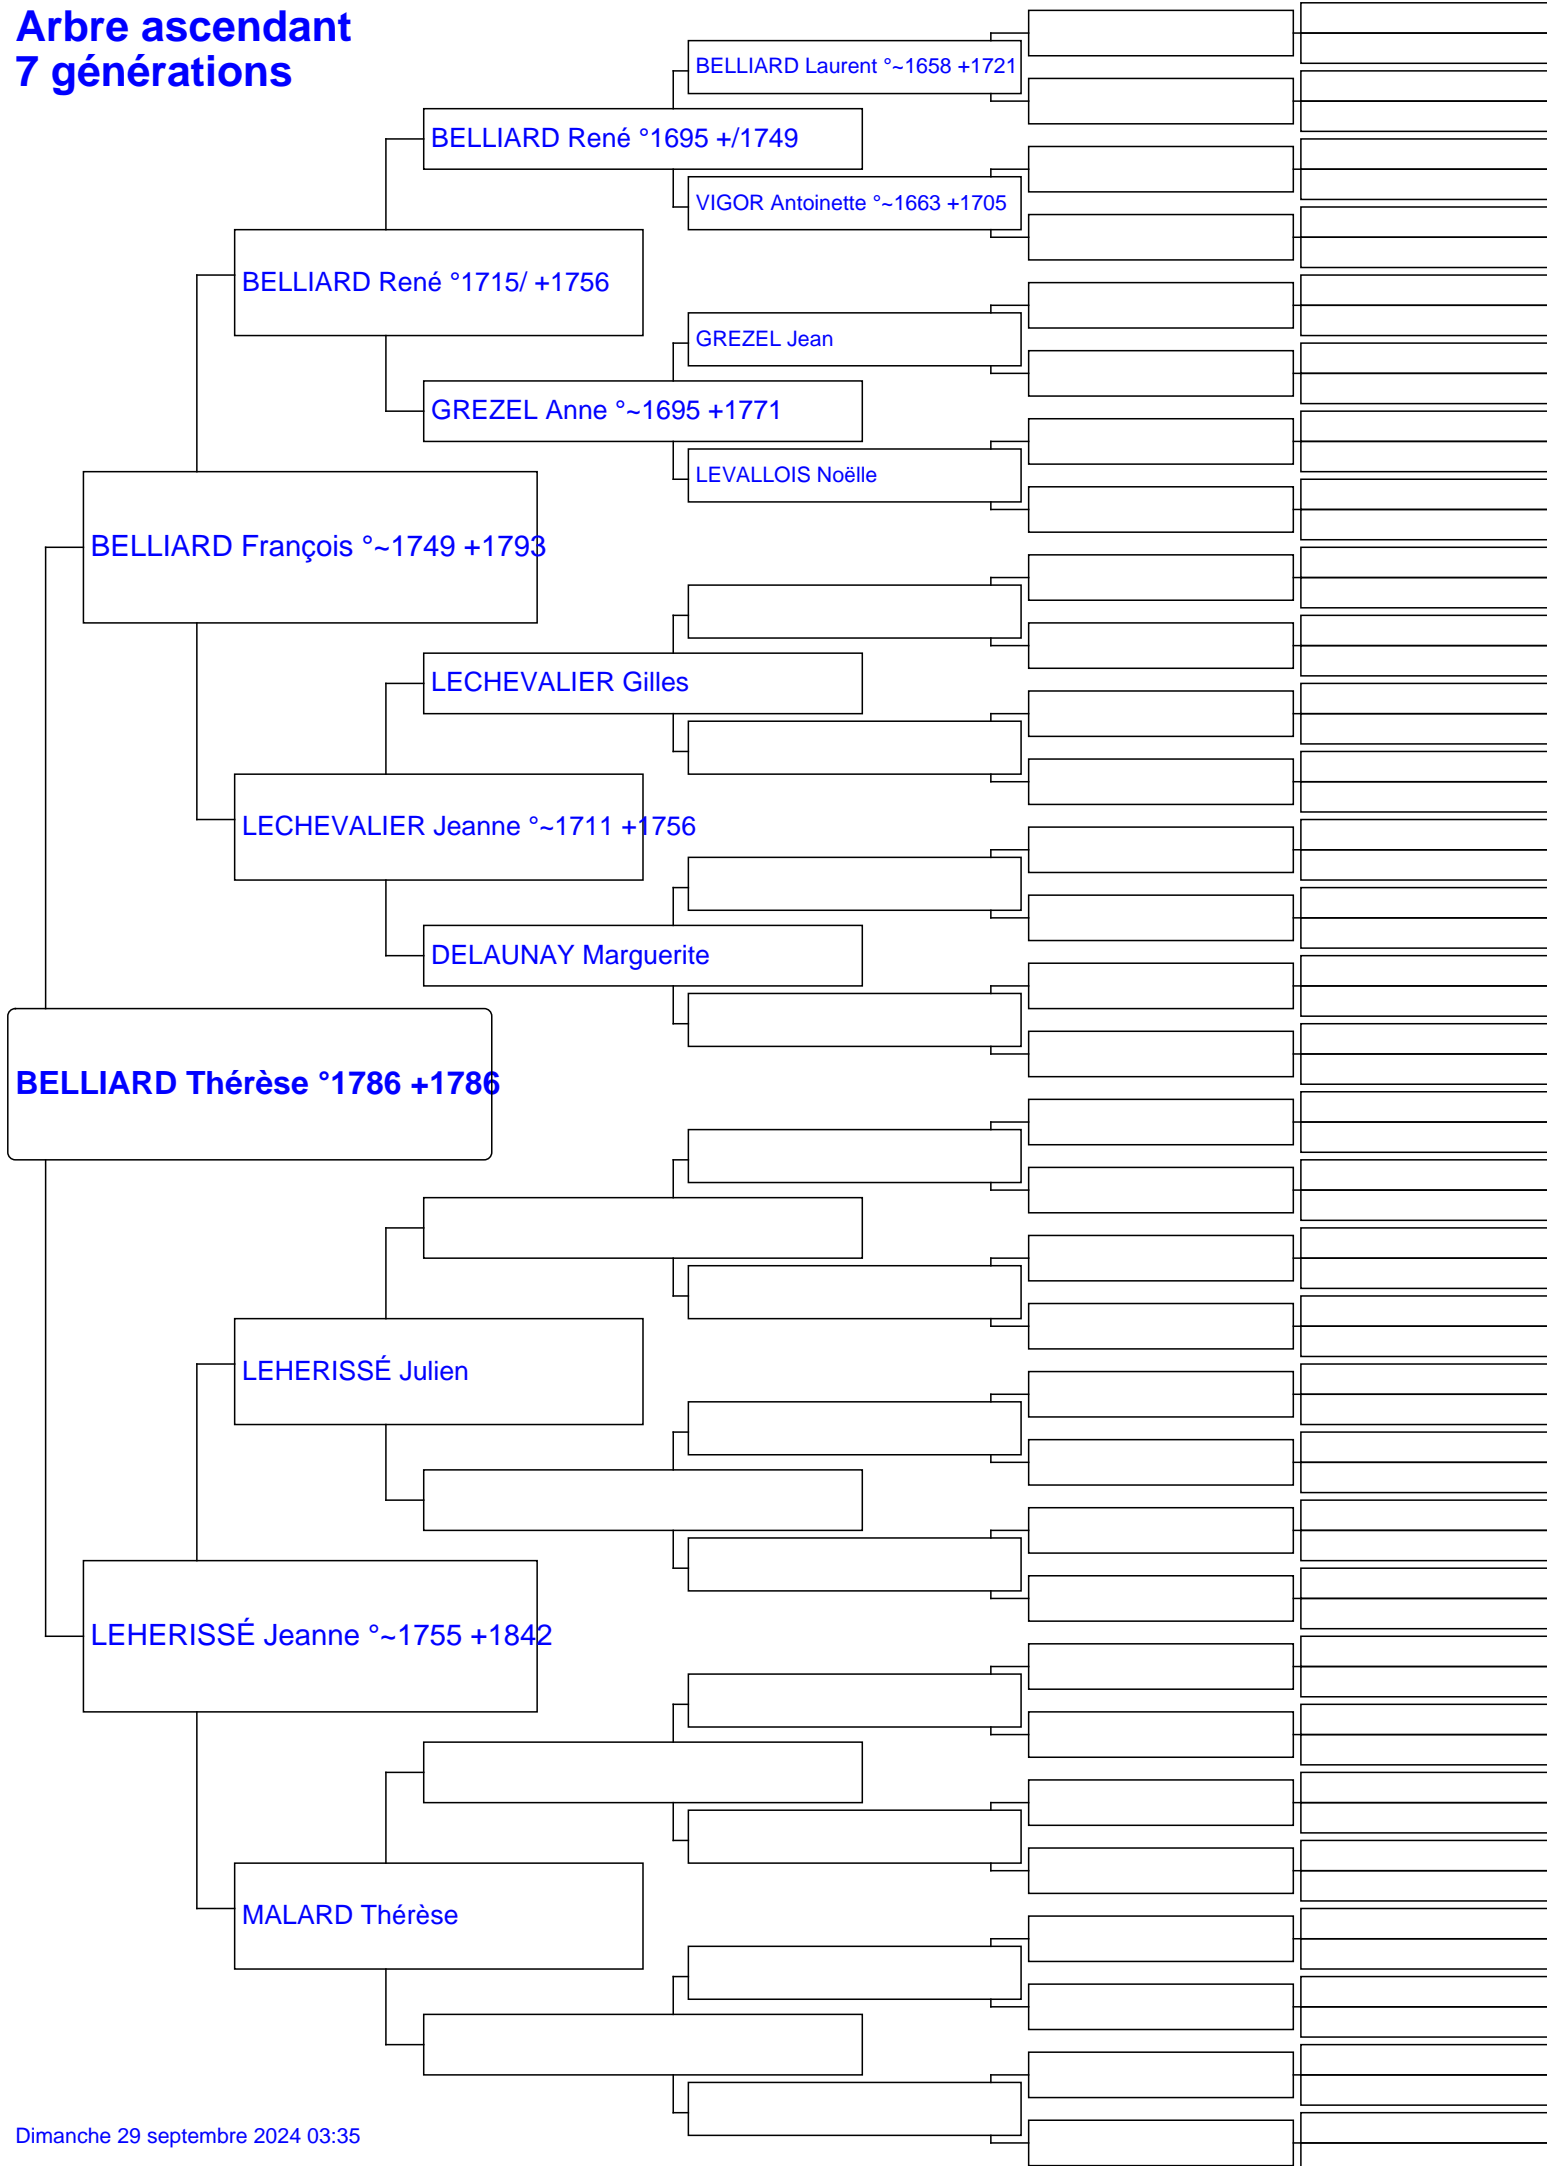 Arbre ascendant
7 générations
BELLIARD Laurent °~1658 +1721
BELLIARD René °1695 +/1749
VIGOR Antoinette °~1663 +1705
BELLIARD René °1715/ +1756
GREZEL Jean
GREZEL Anne °~1695 +1771
LEVALLOIS Noëlle
BELLIARD François °~1749 +1793
LECHEVALIER Gilles
LECHEVALIER Jeanne °~1711 +1756
DELAUNAY Marguerite
BELLIARD Thérèse °1786 +1786
LEHERISSÉ Julien
LEHERISSÉ Jeanne °~1755 +1842
MALARD Thérèse
Dimanche 29 septembre 2024 03:35